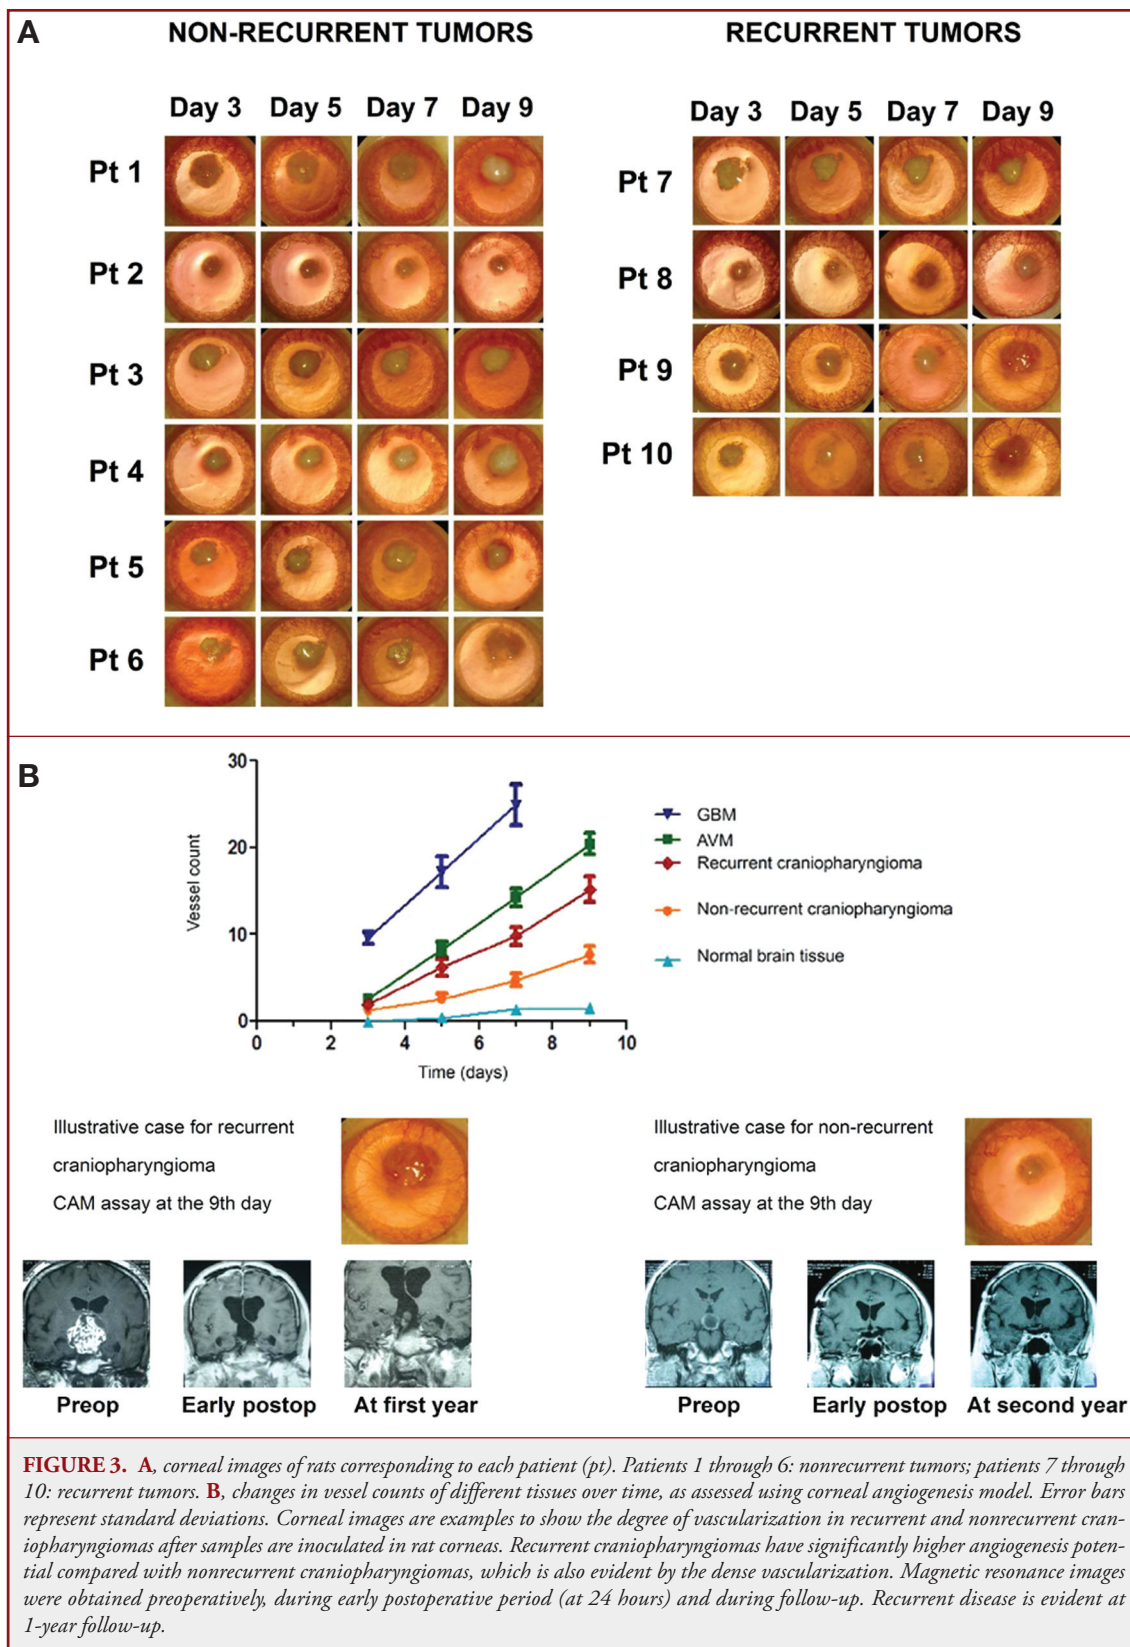 A
NON-RECURRENT TUMORS
RECURRENT TUMORS
Day 3 Day 5 Day 7 Day 9
Day 3 Day 5 Day 7 Day 9
Pt 1
Pt 2
Pt 3
Pt 4
Pt 5
Pt 6
Pt 7
Pt 8
Pt 9
Pt 10
B
30
20
10
0
Vessel count
0 2 4 6 8 10
Time (days)
GBM
AVM
Recurrent craniopharyngioma
Non-recurrent craniopharyngioma
Normal brain tissue
Illustrative case for recurrent
craniopharyngioma
CAM assay at the 9th day
Preop Early postop At first year
Illustrative case for non-recurrent
craniopharyngioma
CAM assay at the 9th day
Preop Early postop At second year
FIGURE 3. A, corneal images of rats corresponding to each patient (pt). Patients 1 through 6: nonrecurrent tumors; patients 7 through
10: recurrent tumors. B, changes in vessel counts of different tissues over time, as assessed using corneal angiogenesis model. Error bars
represent standard deviations. Corneal images are examples to show the degree of vascularization in recurrent and nonrecurrent cran-
iopharyngiomas after samples are inoculated in rat corneas. Recurrent craniopharyngiomas have significantly higher angiogenesis poten-
tial compared with nonrecurrent craniopharyngiomas, which is also evident by the dense vascularization. Magnetic resonance images
were obtained preoperatively, during early postoperative period (at 24 hours) and during follow-up. Recurrent disease is evident at
1-year follow-up.